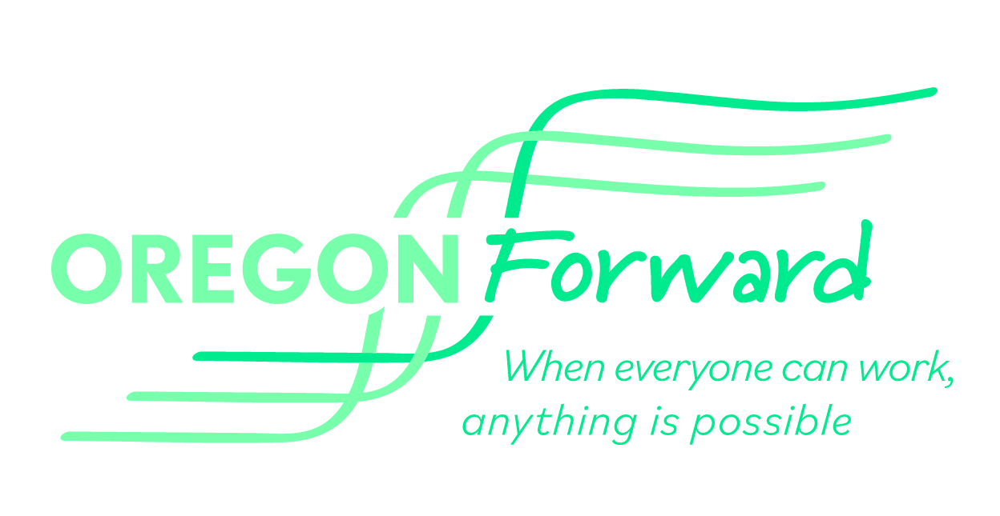 OREGON Forward
When everyone can work,
anything is possible